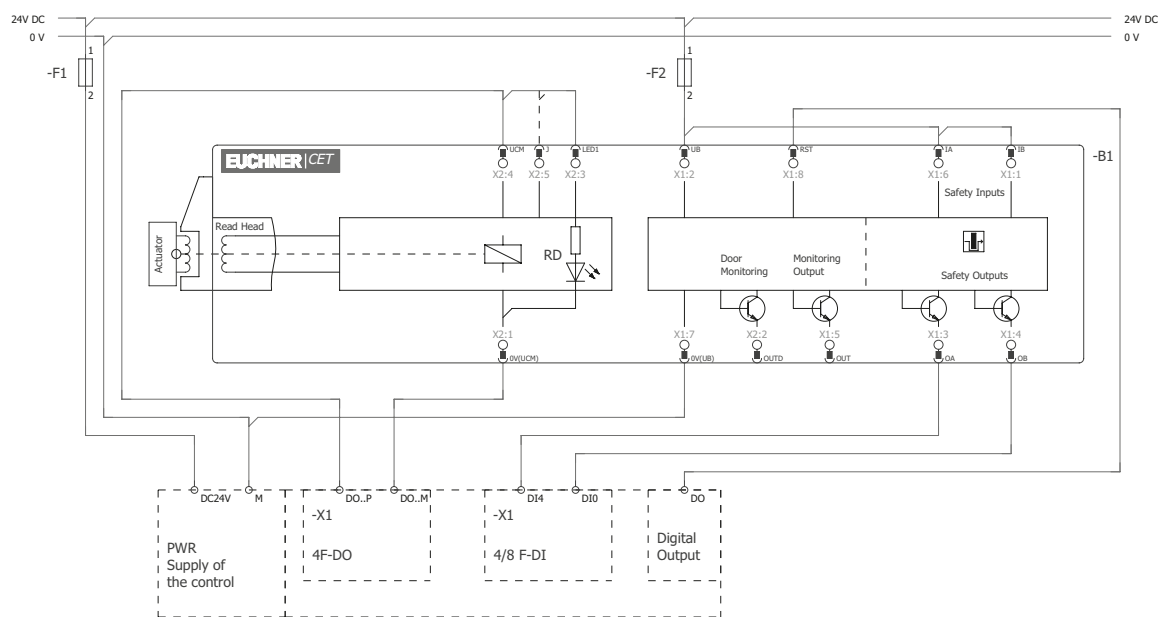 24V DC
24V DC
0 V
0 V
1
1
-F1
-F2
2
2
UCM
J
LED1
UB
RST
IA
IB
EUCHNER CET
-B1
X2:4
X2:5
X2:3
X1:2
X1:8
X1:6
X1:1
Safety Inputs
Read Head
Actuator
RD
Door
Monitoring
Monitoring
Output
Safety Outputs
X2:1
X1:7
X2:2
X1:5
X1:3
X1:4
0V(UCM)
0V(UB)
OUTD
OUT
OA
OB
DC24V
M
DO..P
DO..M
DI4
DI0
DO
-X1
-X1
PWR
Supply of
the control
4F-DO
4/8 F-DI
Digital
Output